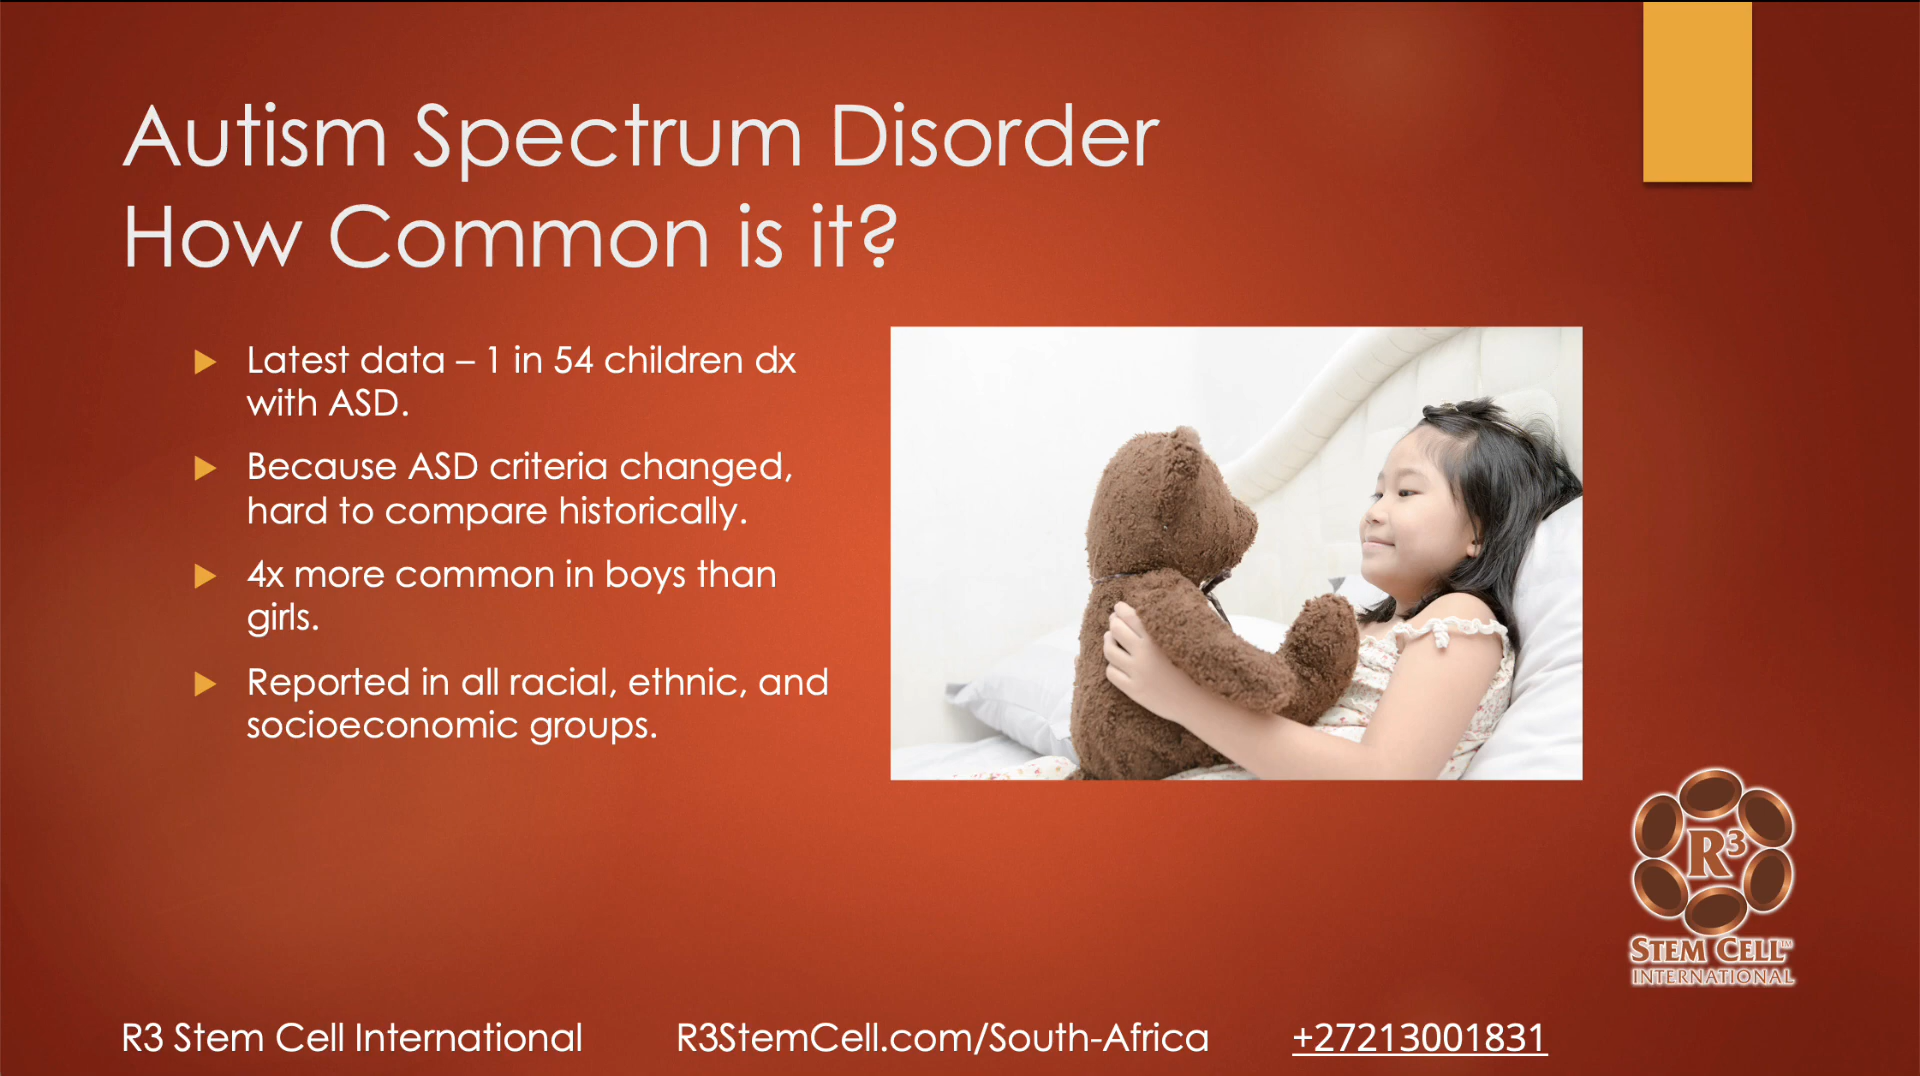 Autism Spectrum Disorder
How Common is it?
Latest data – 1 in 54 children dx
with ASD.
Because ASD criteria changed,
hard to compare historically.
4x more common in boys than
girls.
Reported in all racial, ethnic, and
socioeconomic groups.
R3
STEM CELL™
INTERNATIONAL
R3 Stem Cell International
R3StemCell.com/South-Africa
+27213001831